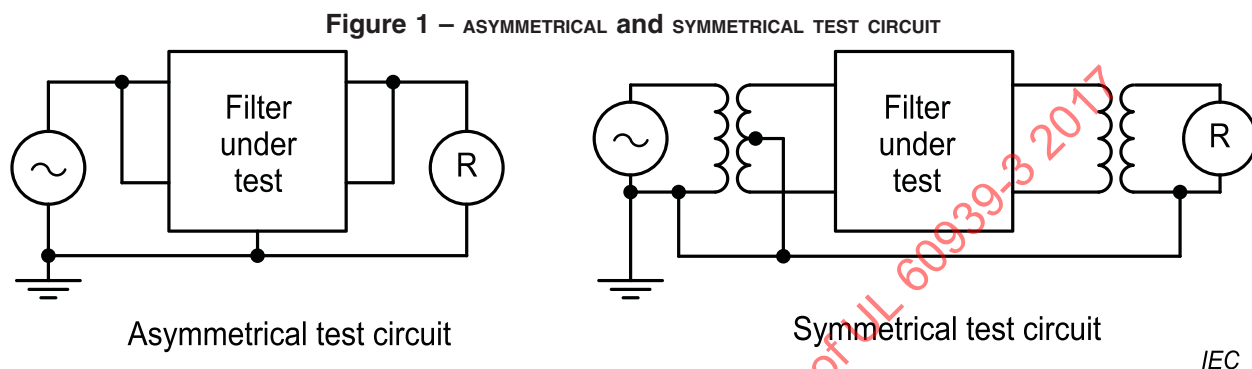 Figure 1 – ASYMMETRICAL and SYMMETRICAL TEST CIRCUIT
Filter
under
test
R
Asymmetrical test circuit
Filter
under
test
R
Symmetrical test circuit
of UL 60939-3 2017
IEC